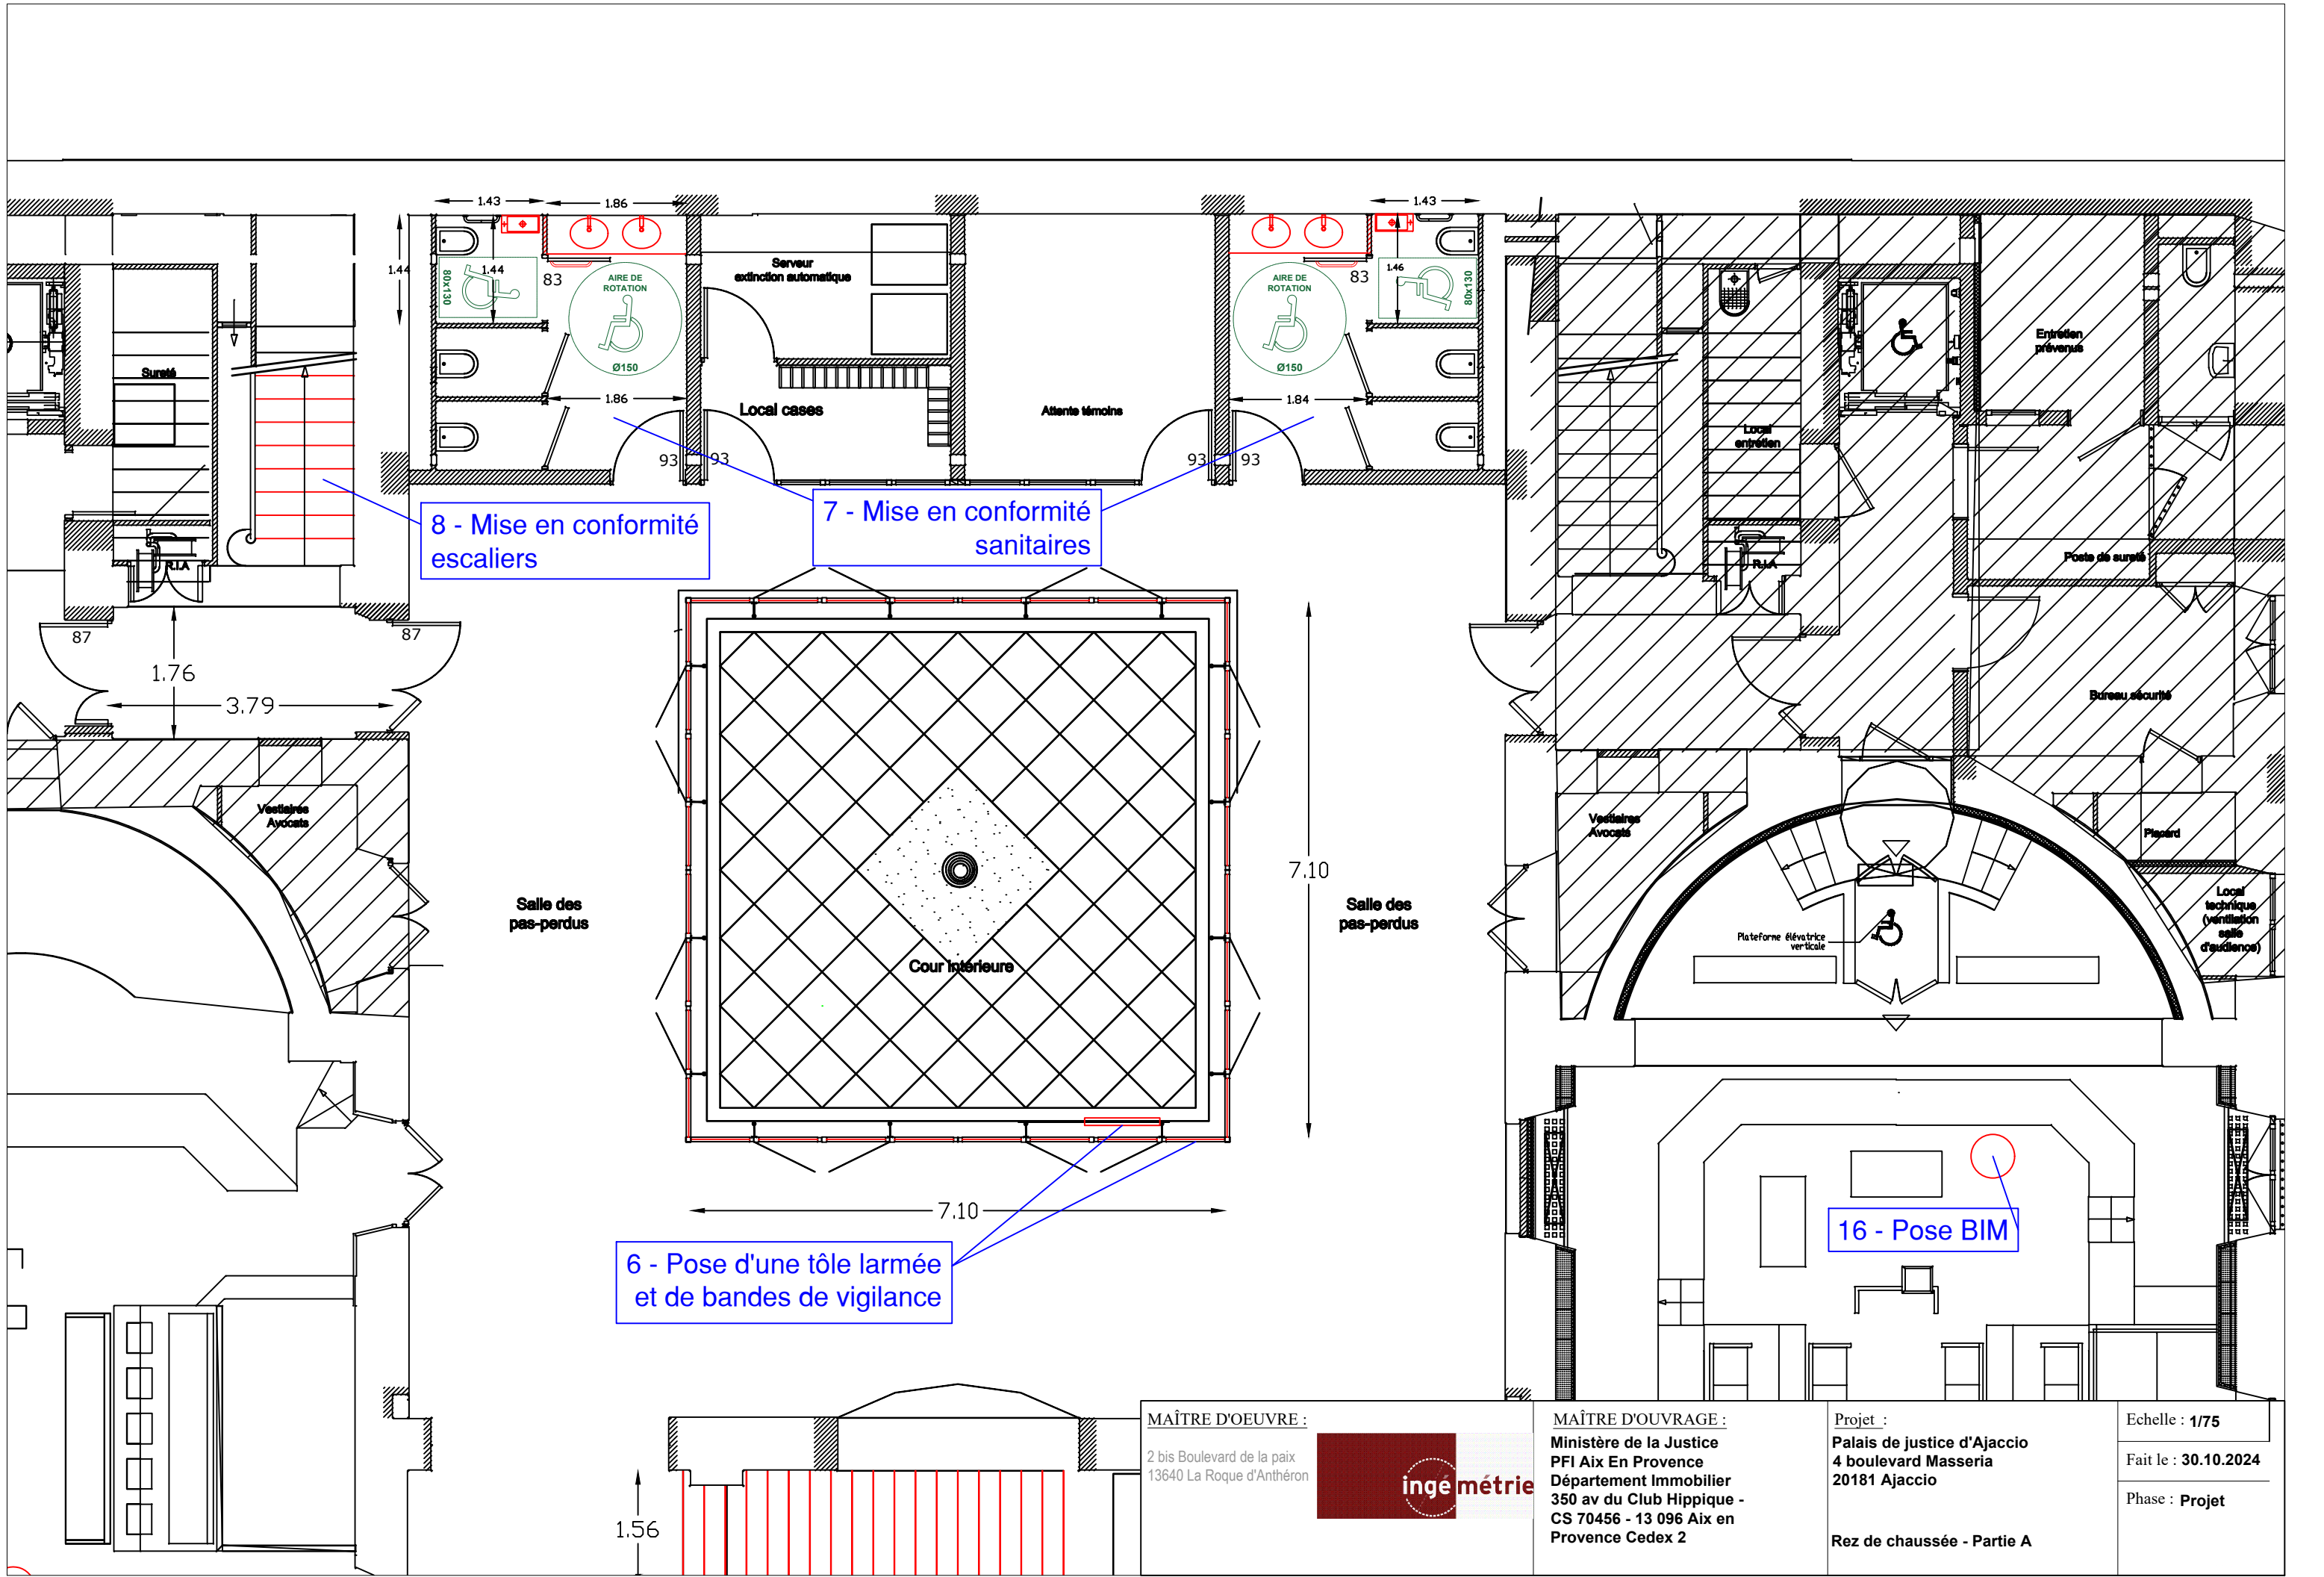 1.43
1.86
1.43
1.44
1.44
83
80x130
AIRE DE
ROTATION
Ø150
1.86
Serveur
extinction automatique
Local cases
Attente témoins
AIRE DE
ROTATION
Ø150
1.84
83
1.46
80x130
93
93
93
93
Sureté
R.I.A
Local
entretien
R.I.A
Entretien
prévenus
Poste de sureté
Bureau sécurité
8 - Mise en conformité
escaliers
7 - Mise en conformité
sanitaires
87
87
1.76
3.79
Vestiaires
Avocats
Salle des
pas-perdus
Cour intérieure
7.10
Salle des
pas-perdus
Vestiaires
Avocats
Placard
Local
technique
(ventilation
salle
d'audience)
Plateforme élévatrice
verticale
7.10
6 - Pose d'une tôle larmée
et de bandes de vigilance
16 - Pose BIM
1.56
MAÎTRE D'OEUVRE :
2 bis Boulevard de la paix
13640 La Roque d'Anthéron
ingémétrie
MAÎTRE D'OUVRAGE :
Ministère de la Justice
PFI Aix En Provence
Département Immobilier
350 av du Club Hippique -
CS 70456 - 13 096 Aix en
Provence Cedex 2
Projet :
Palais de justice d'Ajaccio
4 boulevard Masseria
20181 Ajaccio
Rez de chaussée - Partie A
Echelle : 1/75
Fait le : 30.10.2024
Phase : Projet